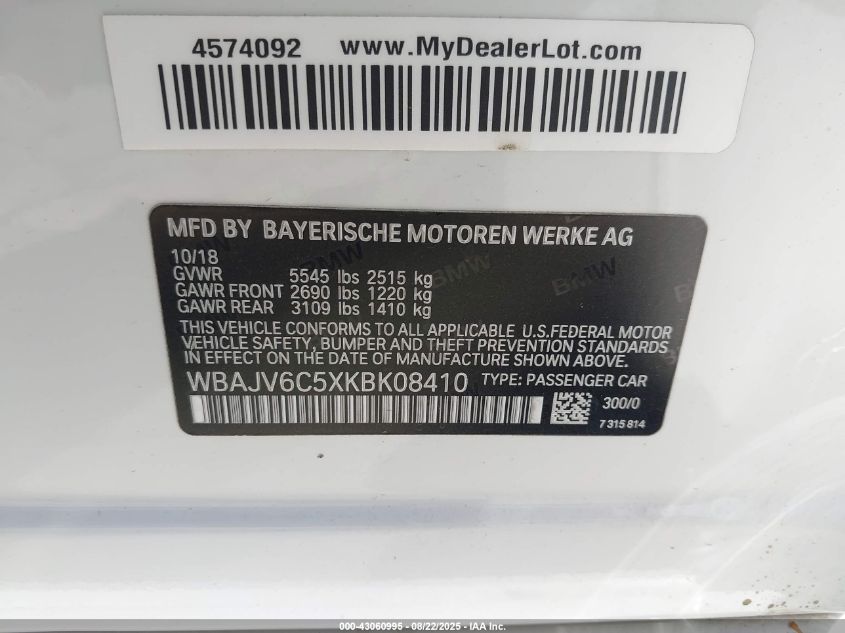 4574092 www.MyDealerLot.com
MFD BY BAYERISCHE MOTOREN WERKE AG
10/18
GVWR 5545 lbs 2515 kg
GAWR FRONT 2690 lbs 1220 kg
GAWR REAR 3109 lbs 1410 kg
THIS VEHICLE CONFORMS TO ALL APPLICABLE U.S.FEDERAL MOTOR
VEHICLE SAFETY, BUMPER AND THEFT PREVENTION STANDARDS
IN EFFECT ON THE DATE OF MANUFACTURE SHOWN ABOVE.
WBAJV6C5XKBK08410 TYPE: PASSENGER CAR
300/0
7 315 814
BMW
BMW
000-43060995 - 08/22/2025 - IAA Inc.